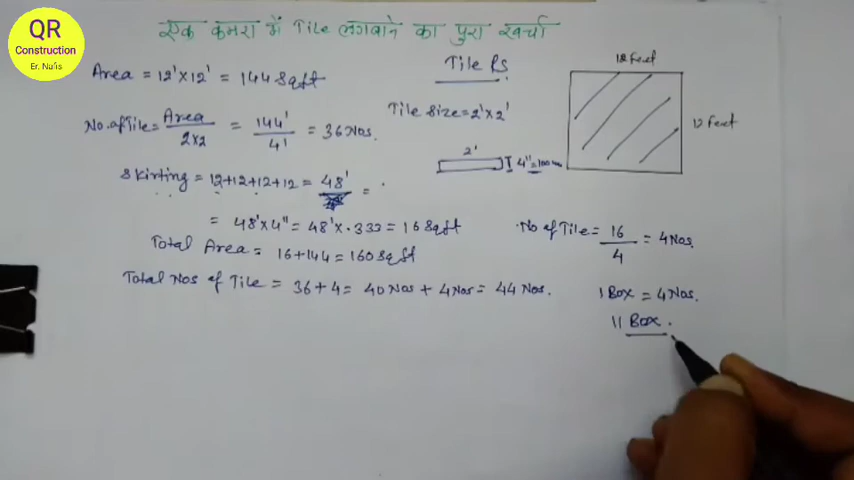 QR
Construction
Er. Nafis
एक कमरा में Tile लगवाने का पुरा खर्चा
Area = 12'x12' = 144 Sqft
Tile Rs
12 Feet
12 Feet
Tile Size = 2'x2'
No. of Tile = Area / 2x2 = 144' / 4' = 36 Nos.
2'
4"=100mm
Skirting = 12+12+12+12 = 48' =
= 48'x4" = 48'x.333 = 16 Sqft
No of Tile = 16 / 4 = 4 Nos.
Total Area = 16+144 = 160 Sqft
Total Nos of Tile = 36+4 = 40 Nos + 4 Nos = 44 Nos.
1 Box = 4 Nos.
11 Box.